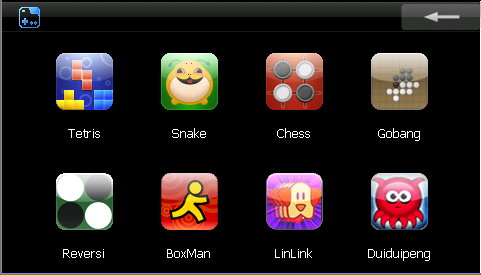 Tetris
Snake
Chess
Gobang
Reversi
BoxMan
LinLink
Duiduipeng